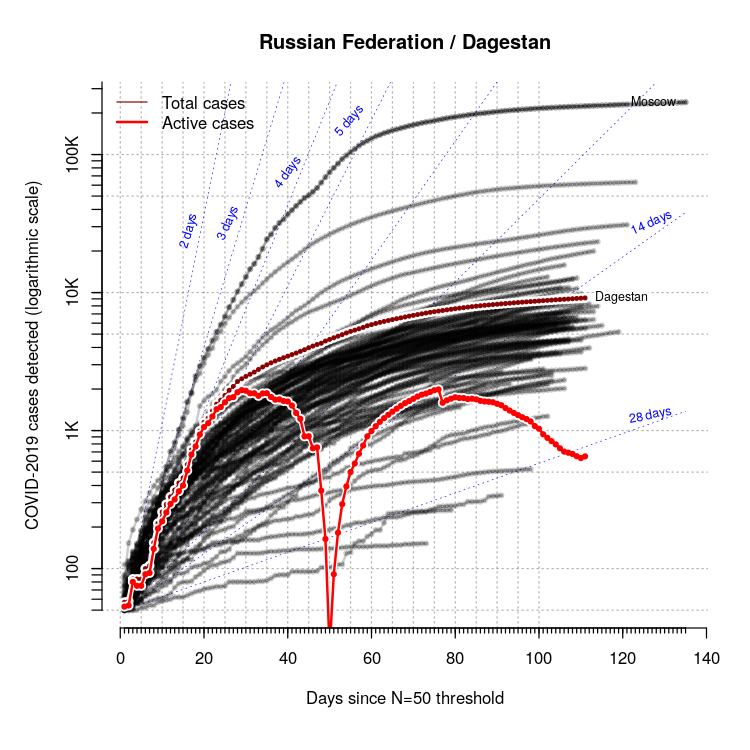 Russian Federation / Dagestan
Total cases
Active cases
Moscow
2 days
3 days
4 days
5 days
14 days
28 days
Dagestan
COVID-2019 cases detected (logarithmic scale)
100K
10K
1K
100
0 20 40 60 80 100 120 140
Days since N=50 threshold